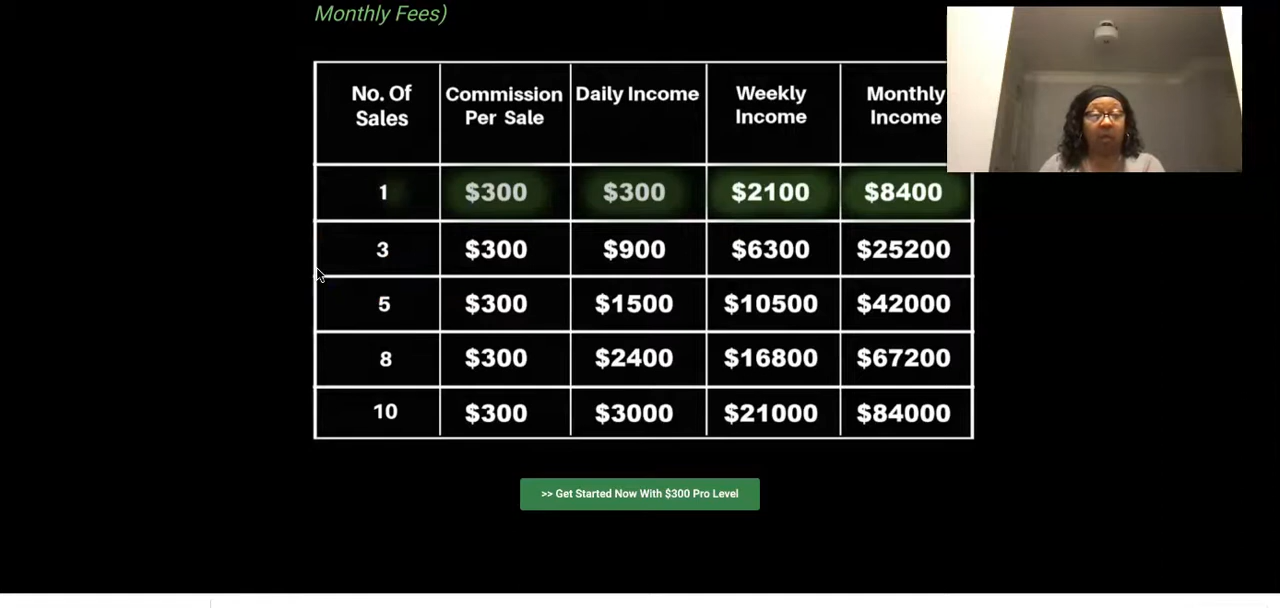 Monthly Fees)
No. Of Sales | Commission Per Sale | Daily Income | Weekly Income | Monthly Income
1 | $300 | $300 | $2100 | $8400
3 | $300 | $900 | $6300 | $25200
5 | $300 | $1500 | $10500 | $42000
8 | $300 | $2400 | $16800 | $67200
10 | $300 | $3000 | $21000 | $84000
>> Get Started Now With $300 Pro Level